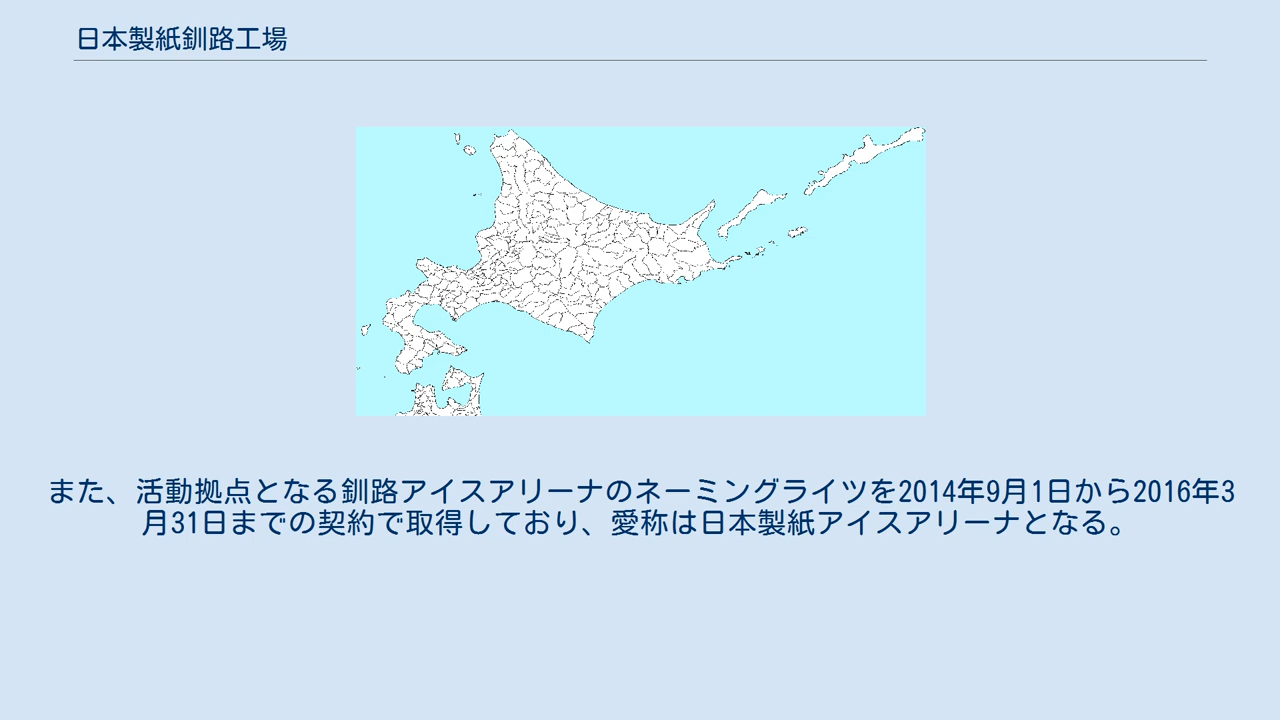 日本製紙釧路工場
また、活動拠点となる釧路アイスアリーナのネーミングライツを2014年9月1日から2016年3
月31日までの契約で取得しており、愛称は日本製紙アイスアリーナとなる。